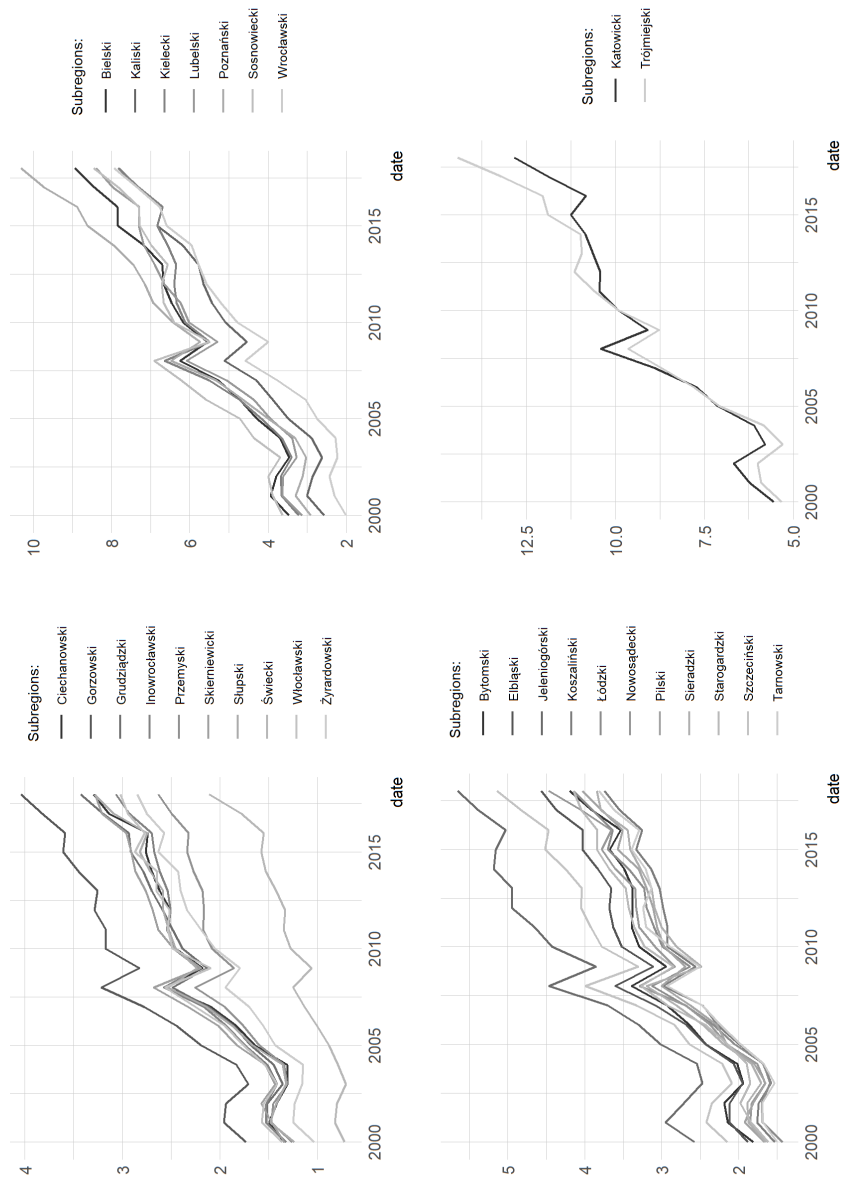 4
3
2
1
2000 2005 2010 2015
date
Subregions:
Ciechanowski
Gorzowski
Grudziądzki
Inowrocławski
Przemyski
Skierniewicki
Słupski
Świecki
Włocławski
Żyrardowski
10
8
6
4
2
2000 2005 2010 2015
date
Subregions:
Bielski
Kaliski
Kielecki
Lubelski
Poznański
Sosnowiecki
Wrocławski
5
4
3
2
2000 2005 2010 2015
date
Subregions:
Bytomski
Elbląski
Jeleniogórski
Koszaliński
Łódzki
Nowosądecki
Pilski
Sieradzki
Starogardzki
Szczeciński
Tarnowski
12.5
10.0
7.5
5.0
2000 2005 2010 2015
date
Subregions:
Katowicki
Trójmiejski